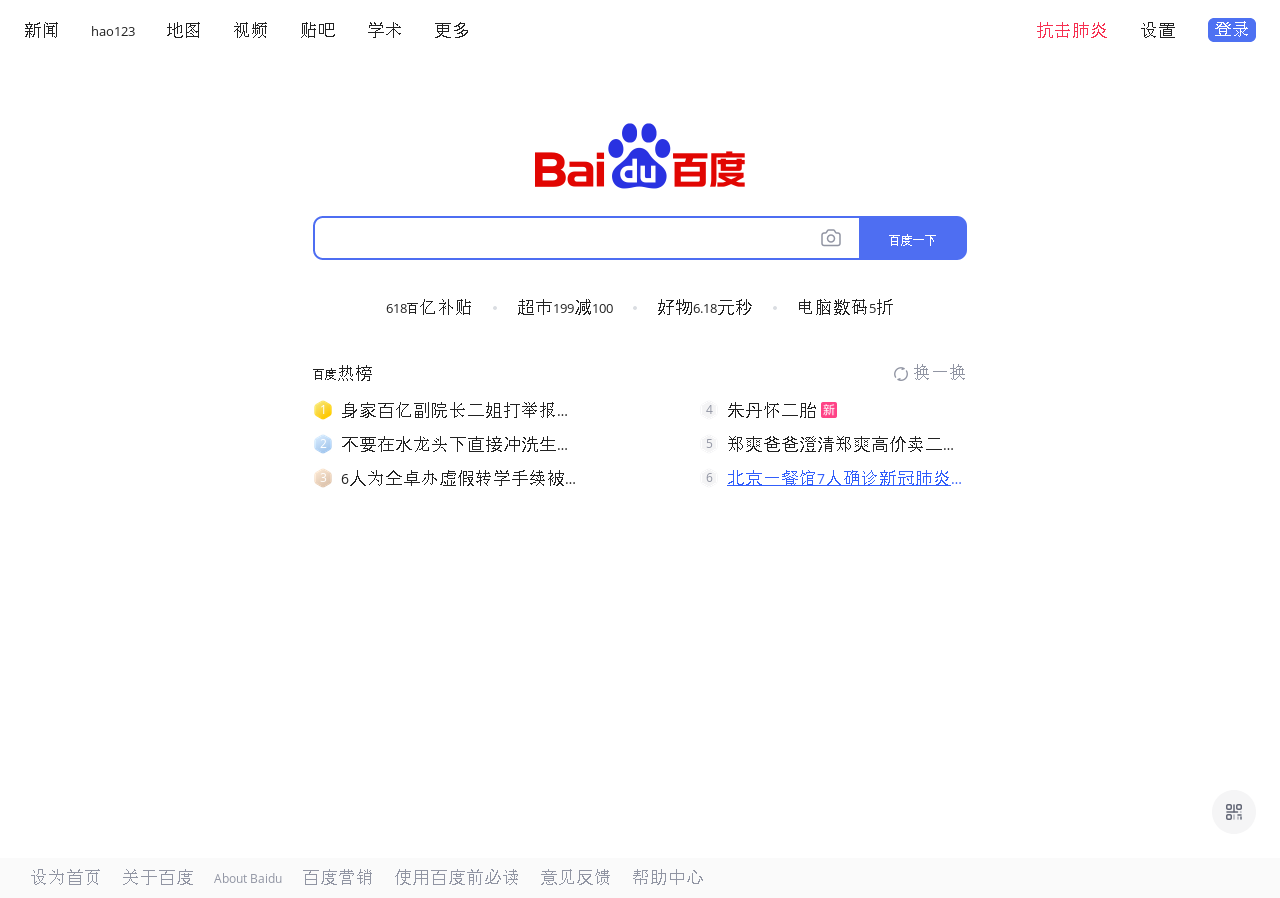 新闻 hao123 地图 视频 贴吧 学术 更多 抗击肺炎 设置 登录
Bai du 百度
百度一下
618百亿补贴 超市199减100 好物6.18元秒 电脑数码5折
百度热榜 换一换
1 身家百亿副院长二姐打举报... 4 朱丹怀二胎 新
2 不要在水龙头下直接冲洗生... 5 郑爽爸爸澄清郑爽高价卖二...
3 6人为仝卓办虚假转学手续被... 6 北京一餐馆7人确诊新冠肺炎...
设为首页 关于百度 About Baidu 百度营销 使用百度前必读 意见反馈 帮助中心